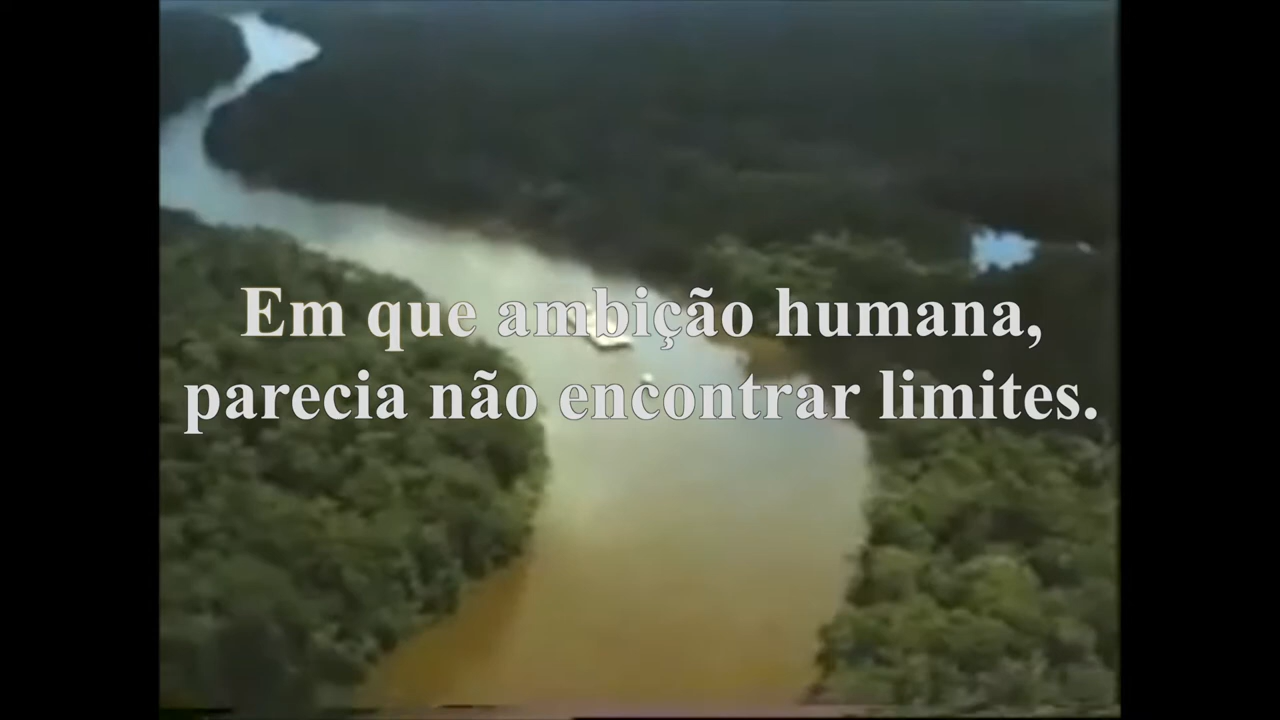 Em que ambição humana,
parecia não encontrar limites.